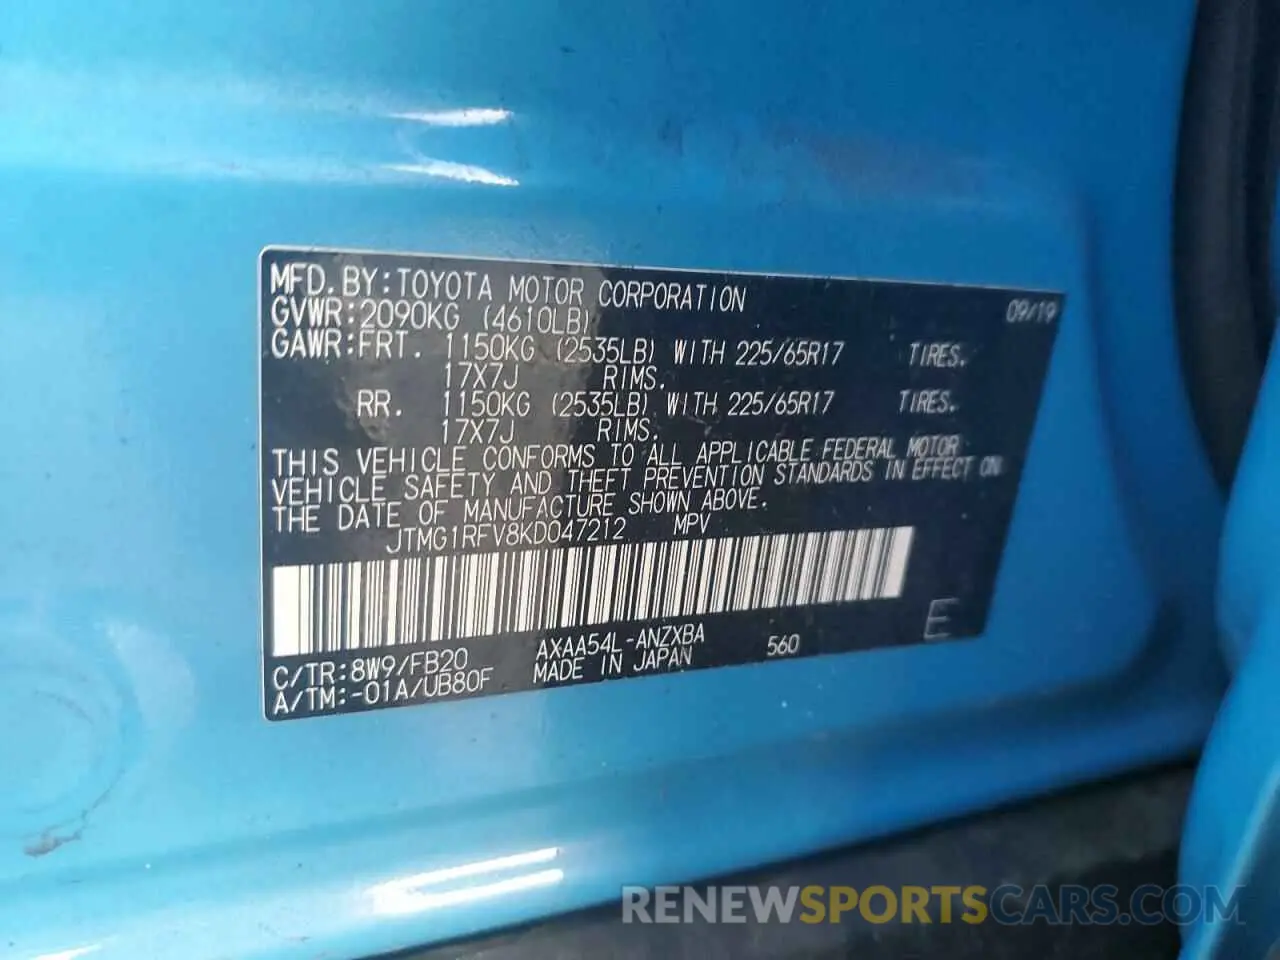 MFD.BY:TOYOTA MOTOR CORPORATION 09/19
GVWR:2090KG (4610LB)
GAWR:FRT. 1150KG (2535LB) WITH 225/65R17 TIRES.
17X7J RIMS.
RR. 1150KG (2535LB) WITH 225/65R17 TIRES.
17X7J RIMS.
THIS VEHICLE CONFORMS TO ALL APPLICABLE FEDERAL MOTOR
VEHICLE SAFETY AND THEFT PREVENTION STANDARDS IN EFFECT ON
THE DATE OF MANUFACTURE SHOWN ABOVE.
JTMG1RFV8KD047212 MPV
C/TR:8W9/FB20 AXAA54L-ANZXBA 560 E
A/TM:-01A/UB80F MADE IN JAPAN
RENEWSPORTSCARS.COM